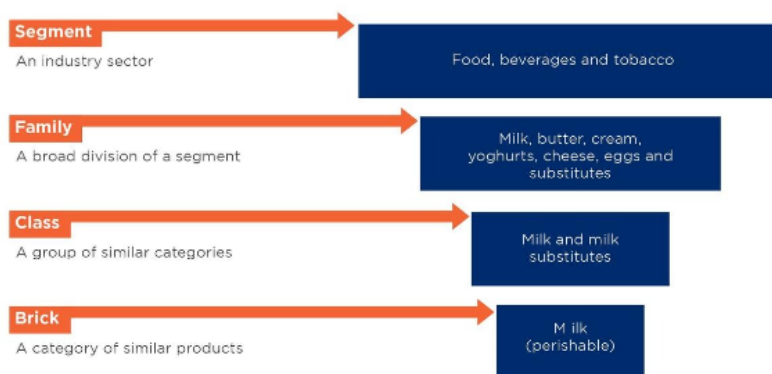 Segment
An industry sector
Food, beverages and tobacco
Family
A broad division of a segment
Milk, butter, cream,
yoghurts, cheese, eggs and
substitutes
Class
A group of similar categories
Milk and milk
substitutes
Brick
A category of similar products
M ilk
(perishable)